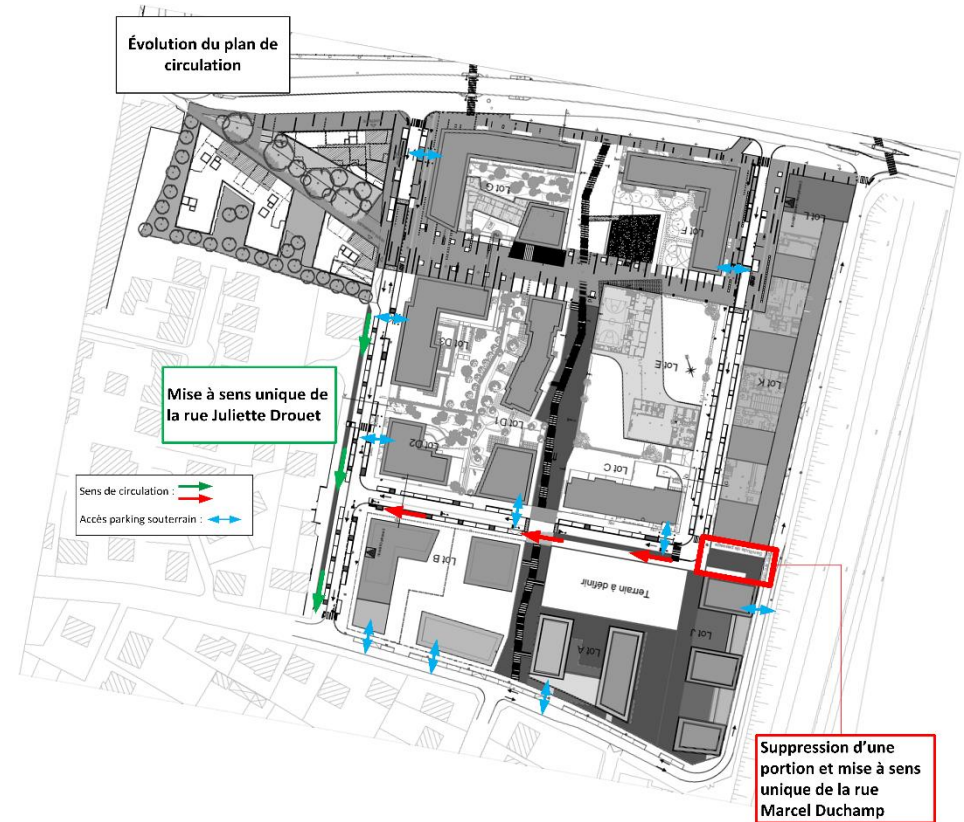 Évolution du plan de
circulation
Lot G
Lot F
Lot L
Lot D3
Lot E
Lot K
Mise à sens unique de
la rue Juliette Drouet
Lot D1
Lot D2
Lot C
Sens de circulation :
Accès parking souterrain :
Lot B
Terrain à définir
Lot A
Lot J
Suppression d’une
portion et mise à sens
unique de la rue
Marcel Duchamp